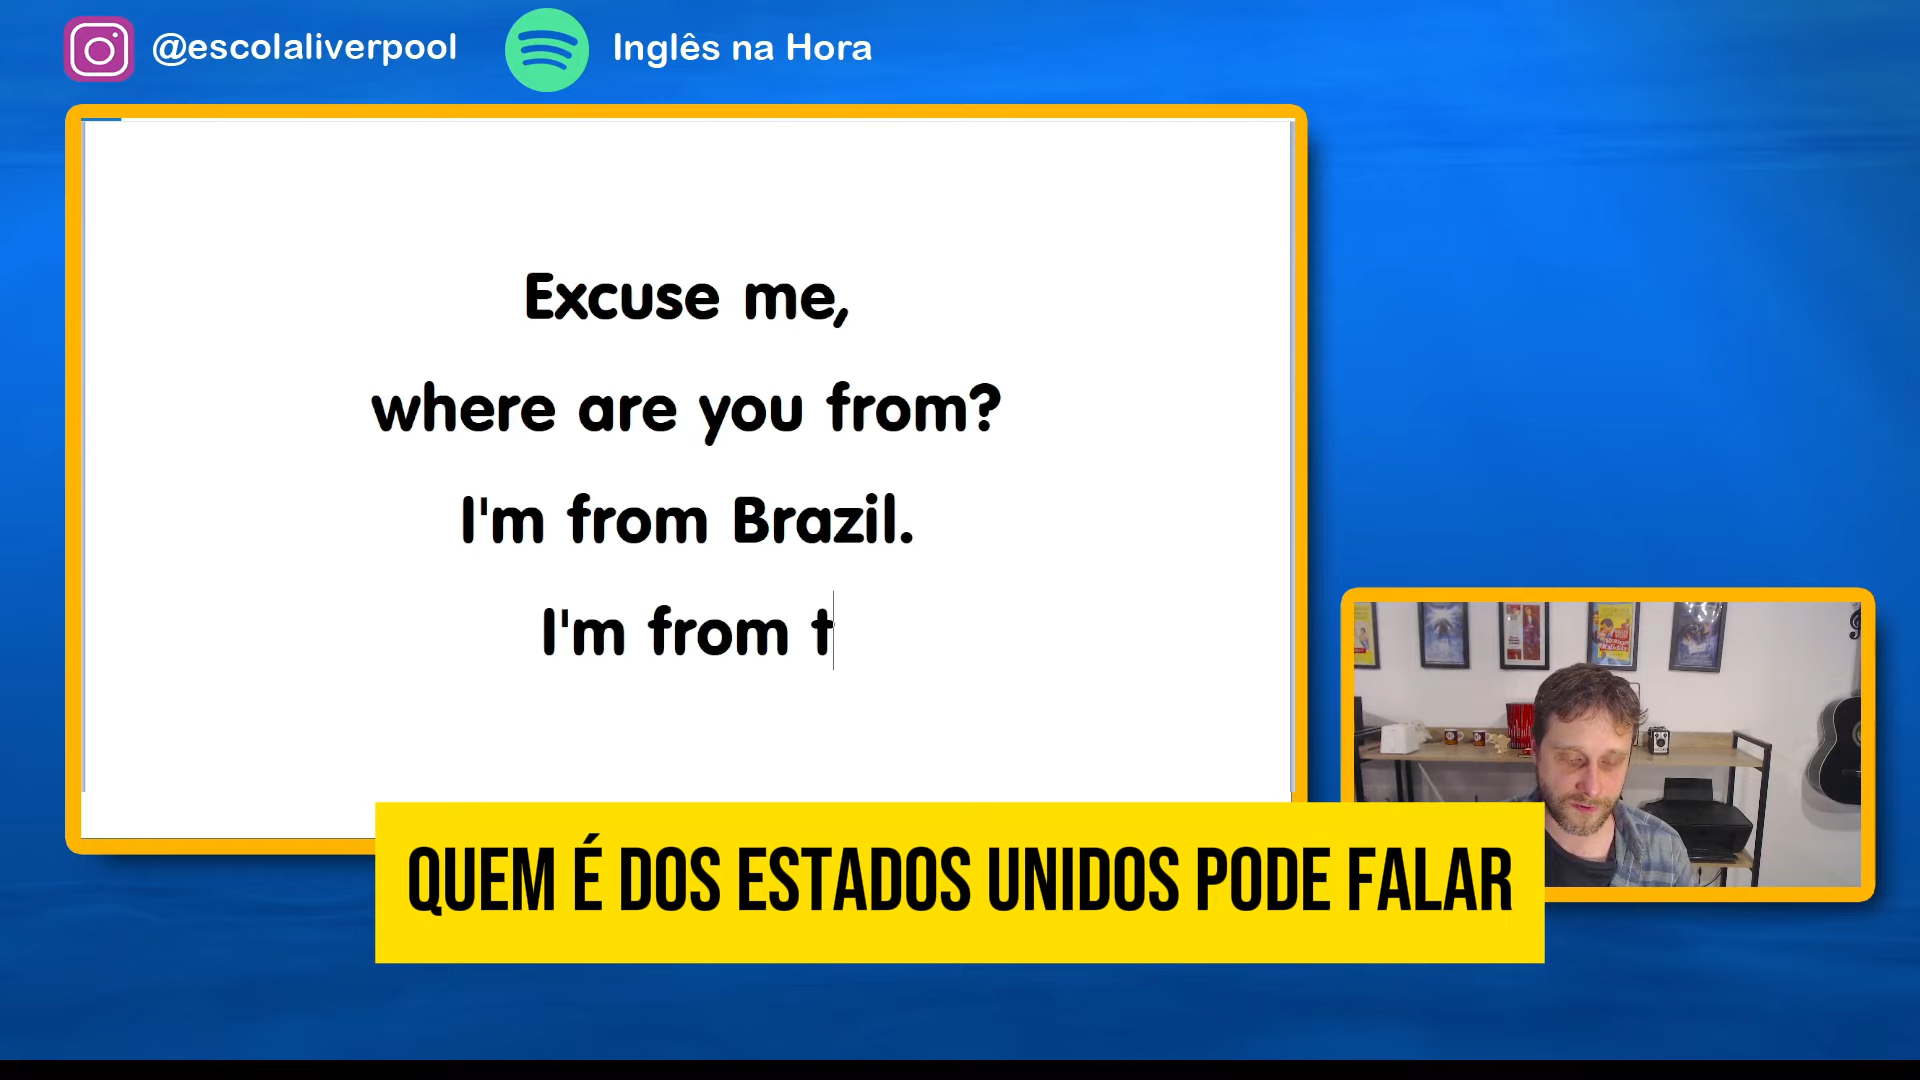 @escolaliverpool
Inglês na Hora
Excuse me,
where are you from?
I'm from Brazil.
I'm from t
QUEM É DOS ESTADOS UNIDOS PODE FALAR